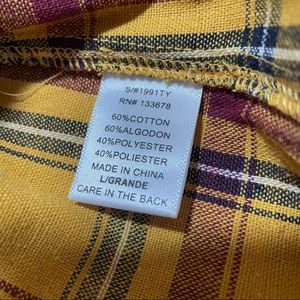 S/#1991TY
RN# 133678
60%COTTON
60%ALGODON
40%POLYESTER
40%POLIESTER
MADE IN CHINA
L/GRANDE
CARE IN THE BACK